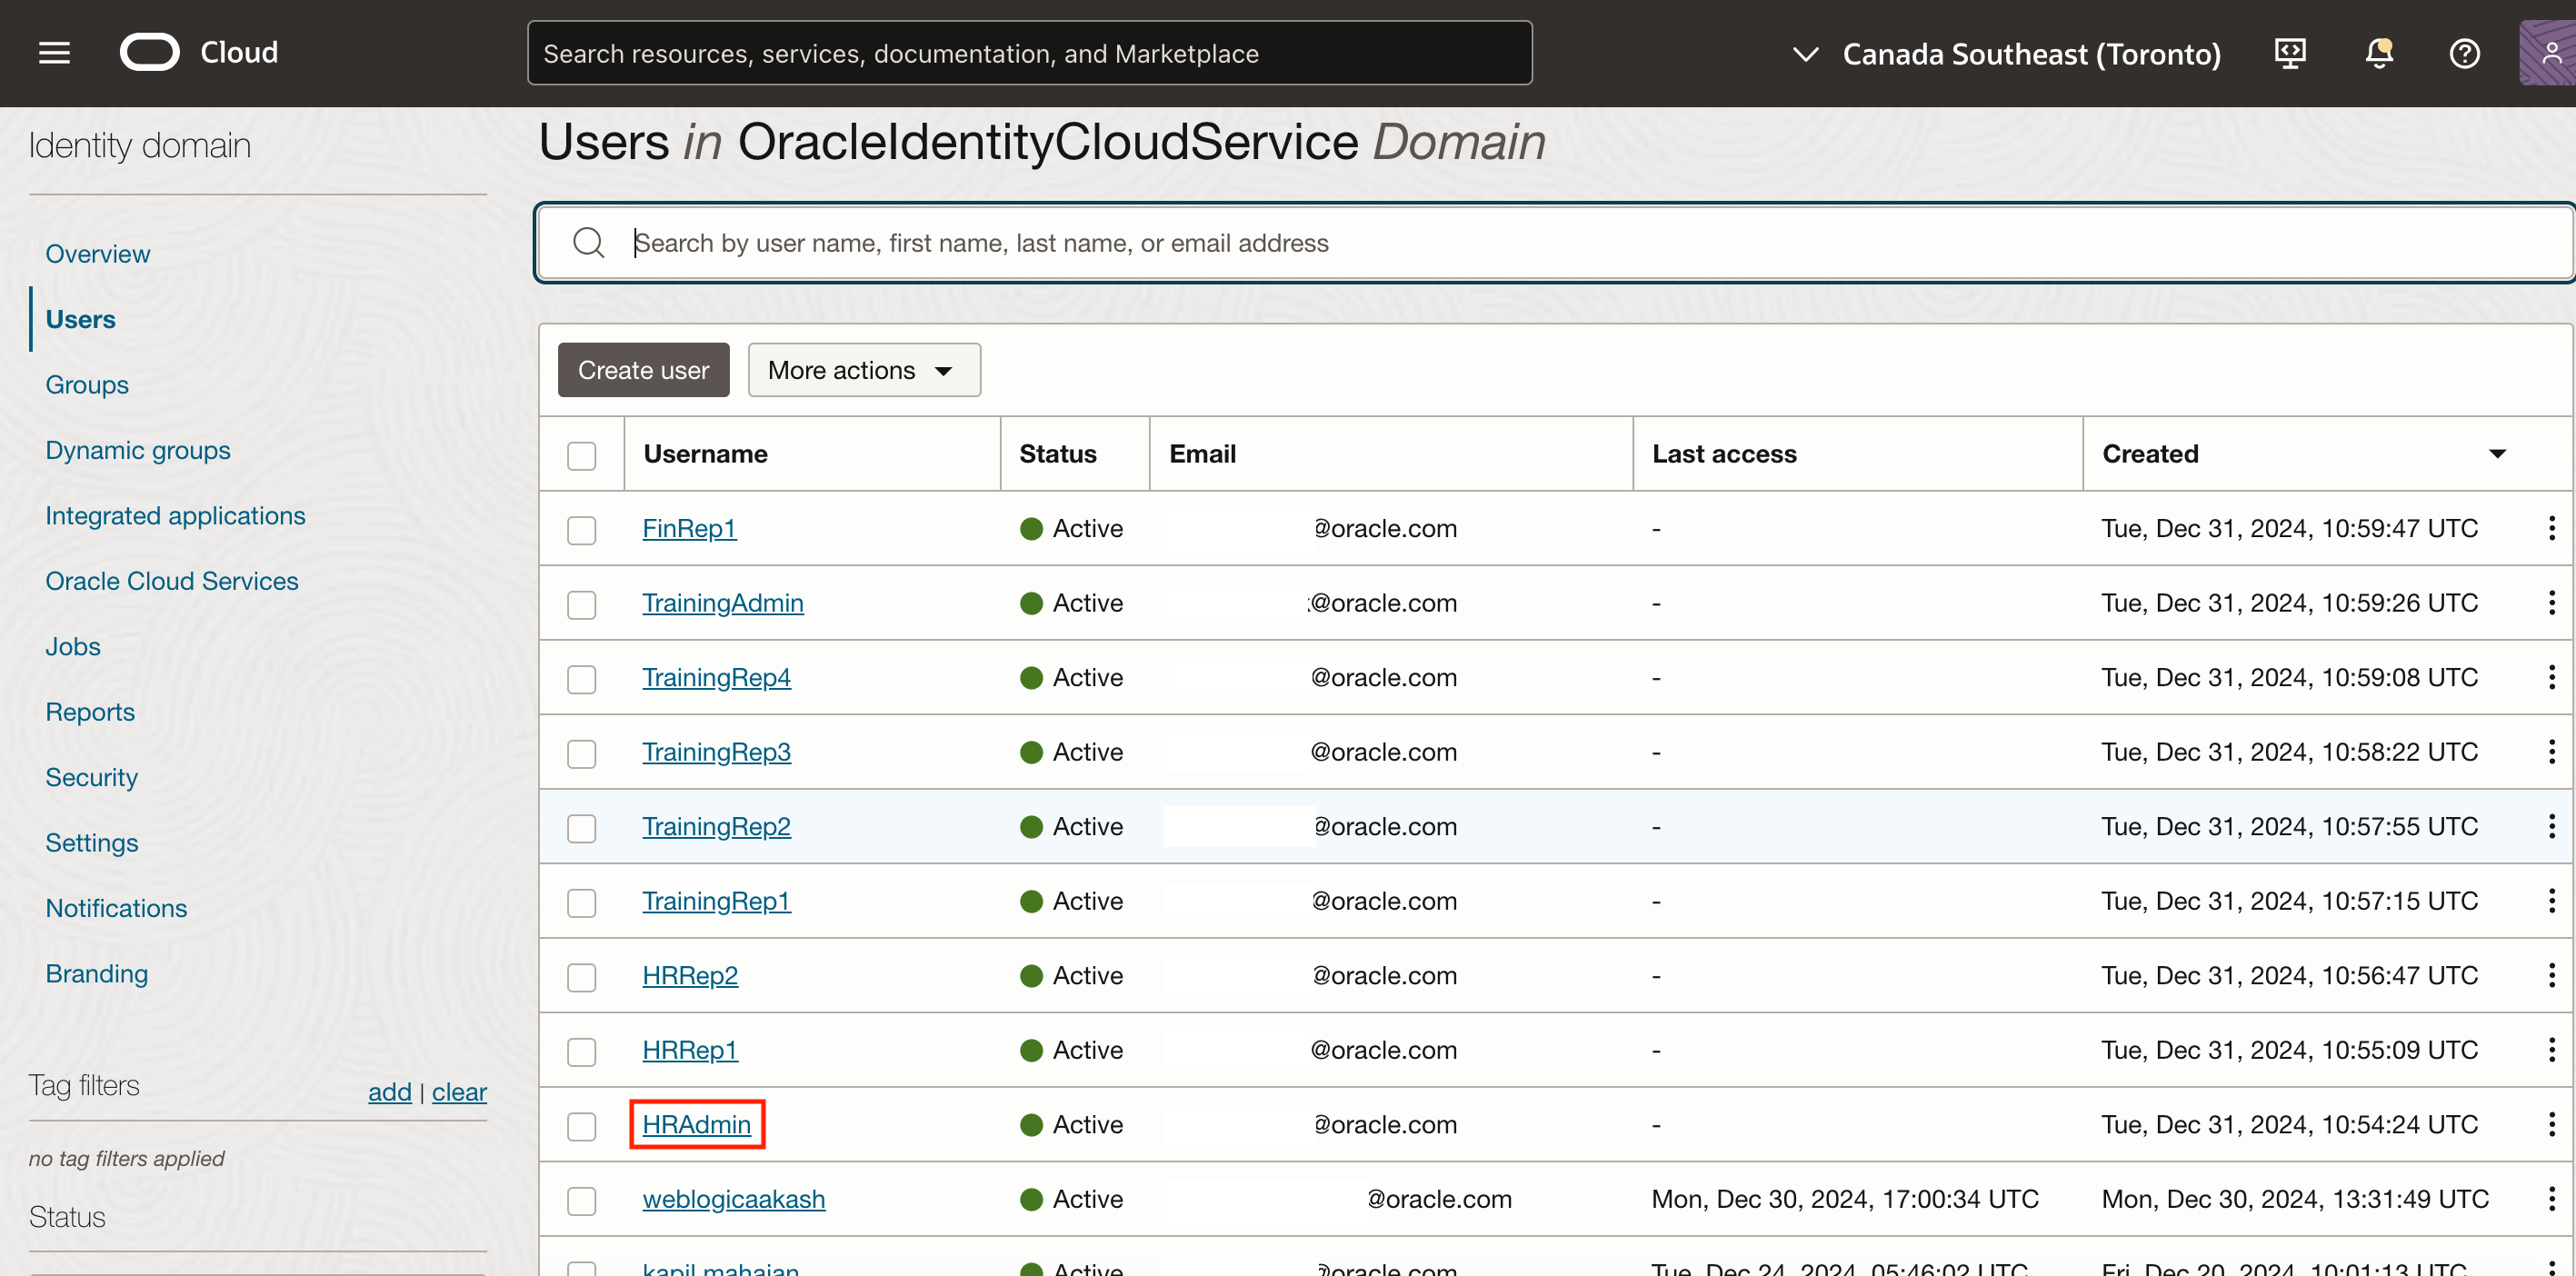 Cloud
Search resources, services, documentation, and Marketplace
Canada Southeast (Toronto)
Identity domain
Overview
Users
Groups
Dynamic groups
Integrated applications
Oracle Cloud Services
Jobs
Reports
Security
Settings
Notifications
Branding
Tag filters add | clear
no tag filters applied
Status
Users in OracleIdentityCloudService Domain
Search by user name, first name, last name, or email address
Create user More actions
Username Status Email Last access Created
FinRep1 Active @oracle.com - Tue, Dec 31, 2024, 10:59:47 UTC
TrainingAdmin Active @oracle.com - Tue, Dec 31, 2024, 10:59:26 UTC
TrainingRep4 Active @oracle.com - Tue, Dec 31, 2024, 10:59:08 UTC
TrainingRep3 Active @oracle.com - Tue, Dec 31, 2024, 10:58:22 UTC
TrainingRep2 Active @oracle.com - Tue, Dec 31, 2024, 10:57:55 UTC
TrainingRep1 Active @oracle.com - Tue, Dec 31, 2024, 10:57:15 UTC
HRRep2 Active @oracle.com - Tue, Dec 31, 2024, 10:56:47 UTC
HRRep1 Active @oracle.com - Tue, Dec 31, 2024, 10:55:09 UTC
HRAdmin Active @oracle.com - Tue, Dec 31, 2024, 10:54:24 UTC
weblogicaakash Active @oracle.com Mon, Dec 30, 2024, 17:00:34 UTC Mon, Dec 30, 2024, 13:31:49 UTC
kapil.mahajan Active @oracle.com Tue, Dec 24, 2024, 05:46:02 UTC Fri, Dec 20, 2024, 10:01:13 UTC